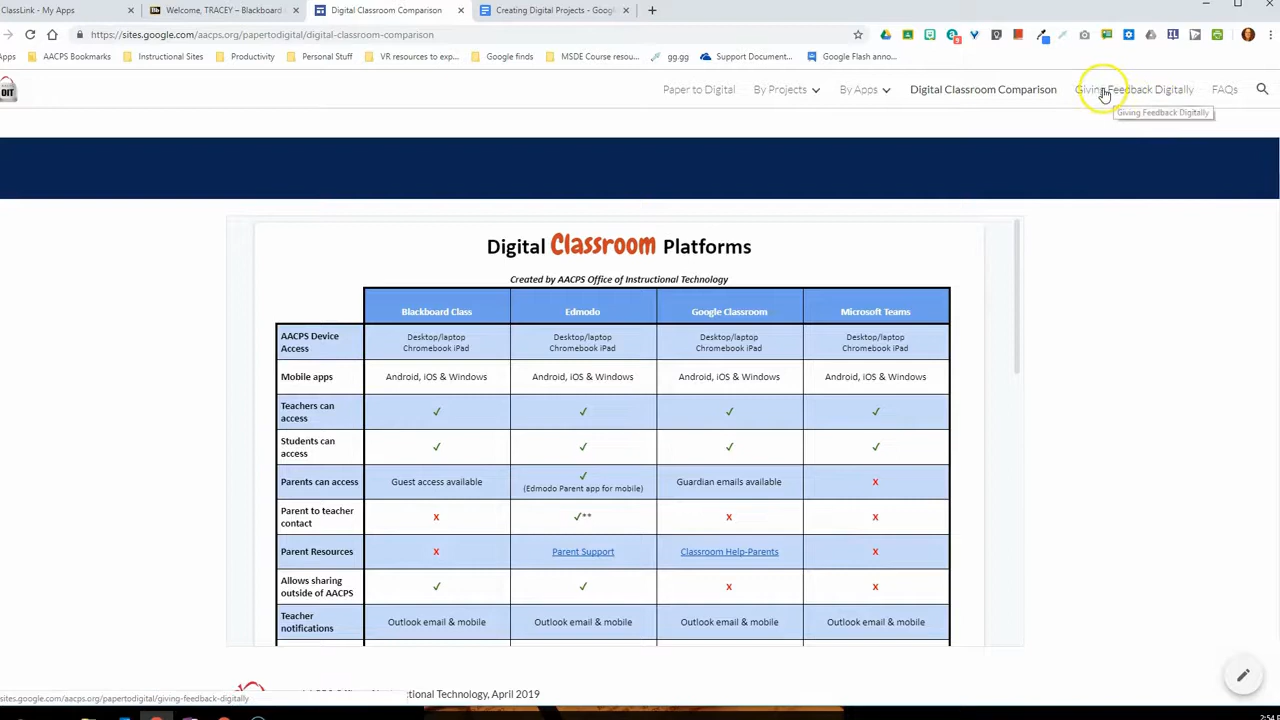 ClassLink - My Apps
Welcome, TRACEY – Blackboard
Digital Classroom Comparison
Creating Digital Projects - Googl
https://sites.google.com/aacps.org/papertodigital/digital-classroom-comparison
Apps
AACPS Bookmarks
Instructional Sites
Productivity
Personal Stuff
VR resources to exp...
Google finds
MSDE Course resou...
gg.gg
Support Document...
Google Flash anno...
Paper to Digital
By Projects
By Apps
Digital Classroom Comparison
Giving Feedback Digitally
FAQs
Giving Feedback Digitally
Digital Classroom Platforms
Created by AACPS Office of Instructional Technology
Blackboard Class Edmodo Google Classroom Microsoft Teams
AACPS Device Access Desktop/laptop Chromebook iPad Desktop/laptop Chromebook iPad Desktop/laptop Chromebook iPad Desktop/laptop Chromebook iPad
Mobile apps Android, iOS & Windows Android, iOS & Windows Android, iOS & Windows Android, iOS & Windows
Teachers can access ✓ ✓ ✓ ✓
Students can access ✓ ✓ ✓ ✓
Parents can access Guest access available ✓ (Edmodo Parent app for mobile) Guardian emails available x
Parent to teacher contact x ✓** x x
Parent Resources x Parent Support Classroom Help-Parents x
Allows sharing outside of AACPS ✓ ✓ x x
Teacher notifications Outlook email & mobile Outlook email & mobile Outlook email & mobile Outlook email & mobile
Instructional Technology, April 2019
sites.google.com/aacps.org/papertodigital/giving-feedback-digitally